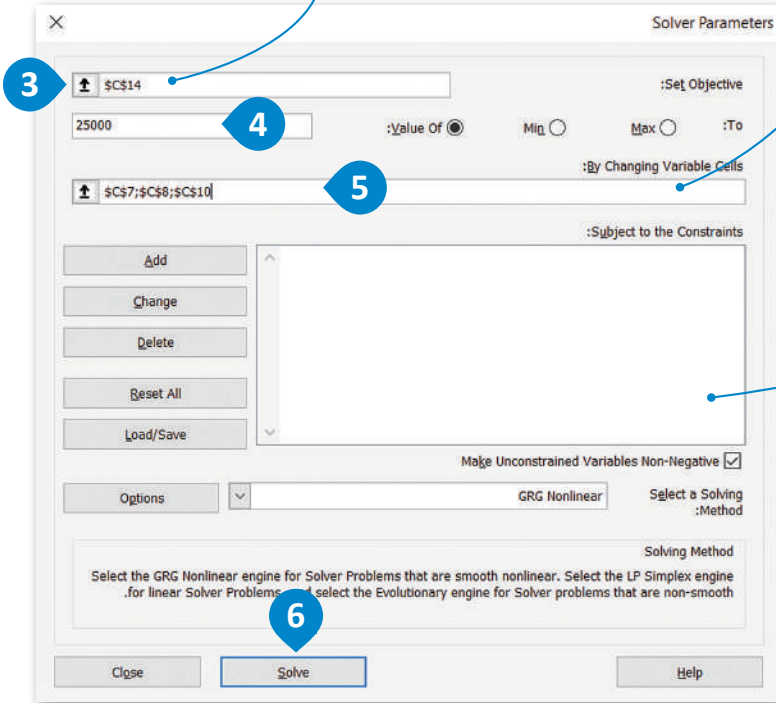 Solver Parameters
3
$C$14
:Set Objective
25000
4
:Value Of
Min
Max
:To
:By Changing Variable Cells
$C$7;$C$8;$C$10
5
:Subject to the Constraints
Add
Change
Delete
Reset All
Load/Save
Make Unconstrained Variables Non-Negative
Options
GRG Nonlinear
Select a Solving
:Method
Solving Method
Select the GRG Nonlinear engine for Solver Problems that are smooth nonlinear. Select the LP Simplex engine
.for linear Solver Problems, and select the Evolutionary engine for Solver problems that are non-smooth
6
Close
Solve
Help